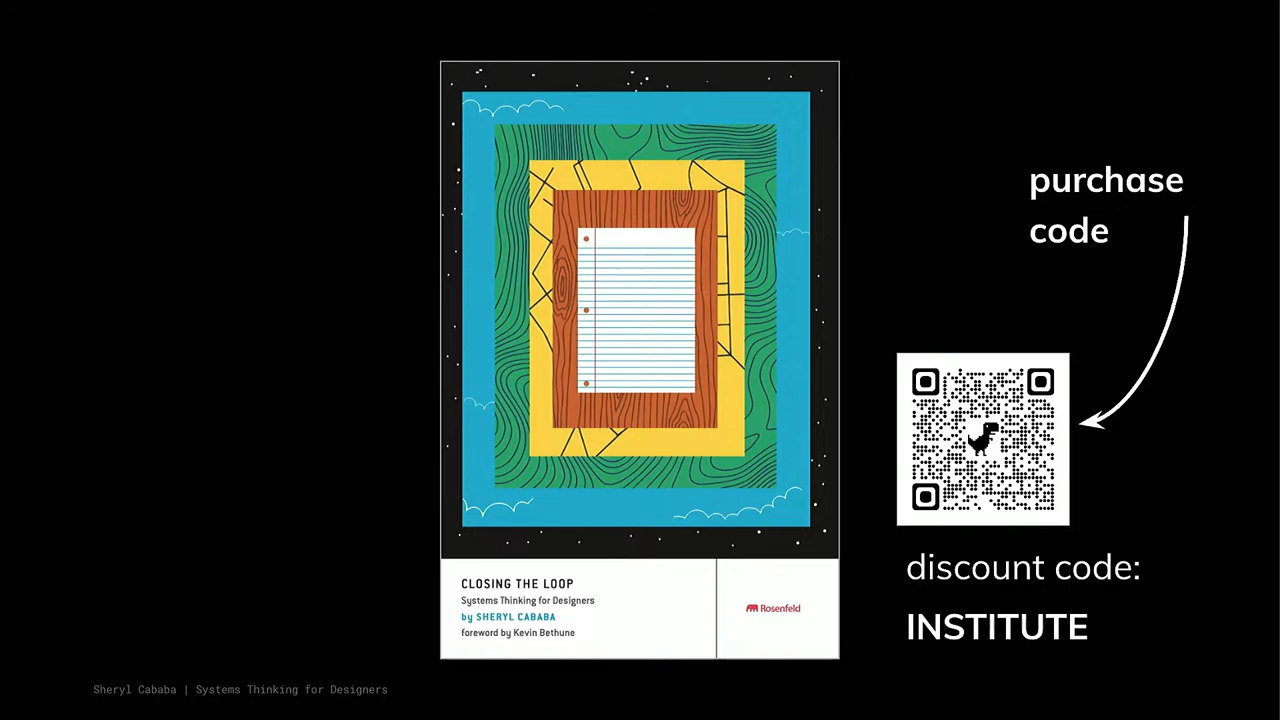 purchase
code
CLOSING THE LOOP
Systems Thinking for Designers
by SHERYL CABABA
foreword by Kevin Bethune
Rosenfeld
discount code:
INSTITUTE
Sheryl Cababa | Systems Thinking for Designers